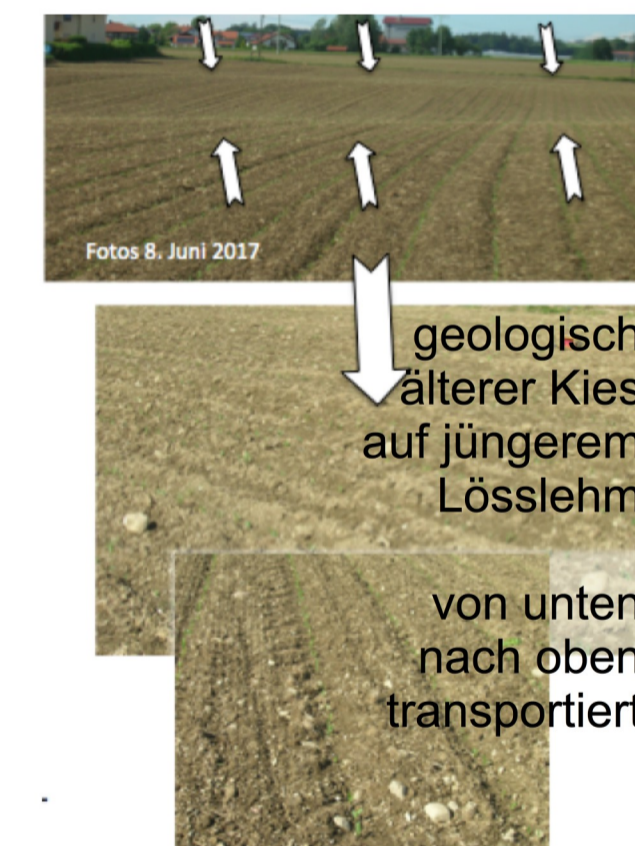 Fotos 8. Juni 2017
geologisch
älterer Kies
auf jüngerem
Lösslehm
von unten
nach oben
transportiert